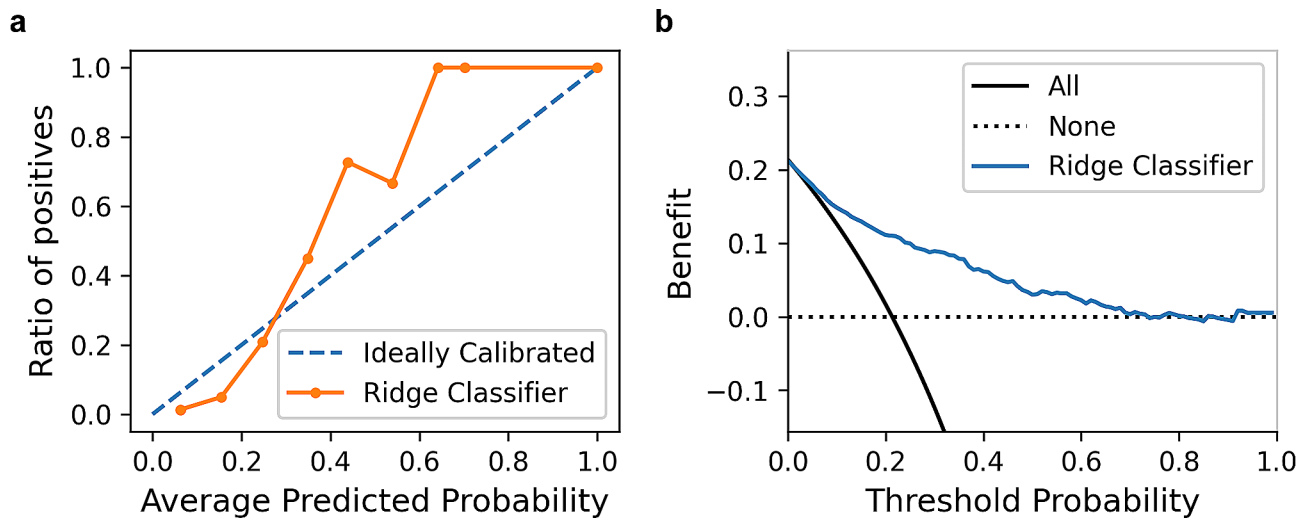 a
Ratio of positives
1.0
0.8
0.6
0.4
0.2
0.0
Ideally Calibrated
Ridge Classifier
0.0 0.2 0.4 0.6 0.8 1.0
Average Predicted Probability
b
Benefit
0.3
0.2
0.1
0.0
−0.1
All
None
Ridge Classifier
0.0 0.2 0.4 0.6 0.8 1.0
Threshold Probability